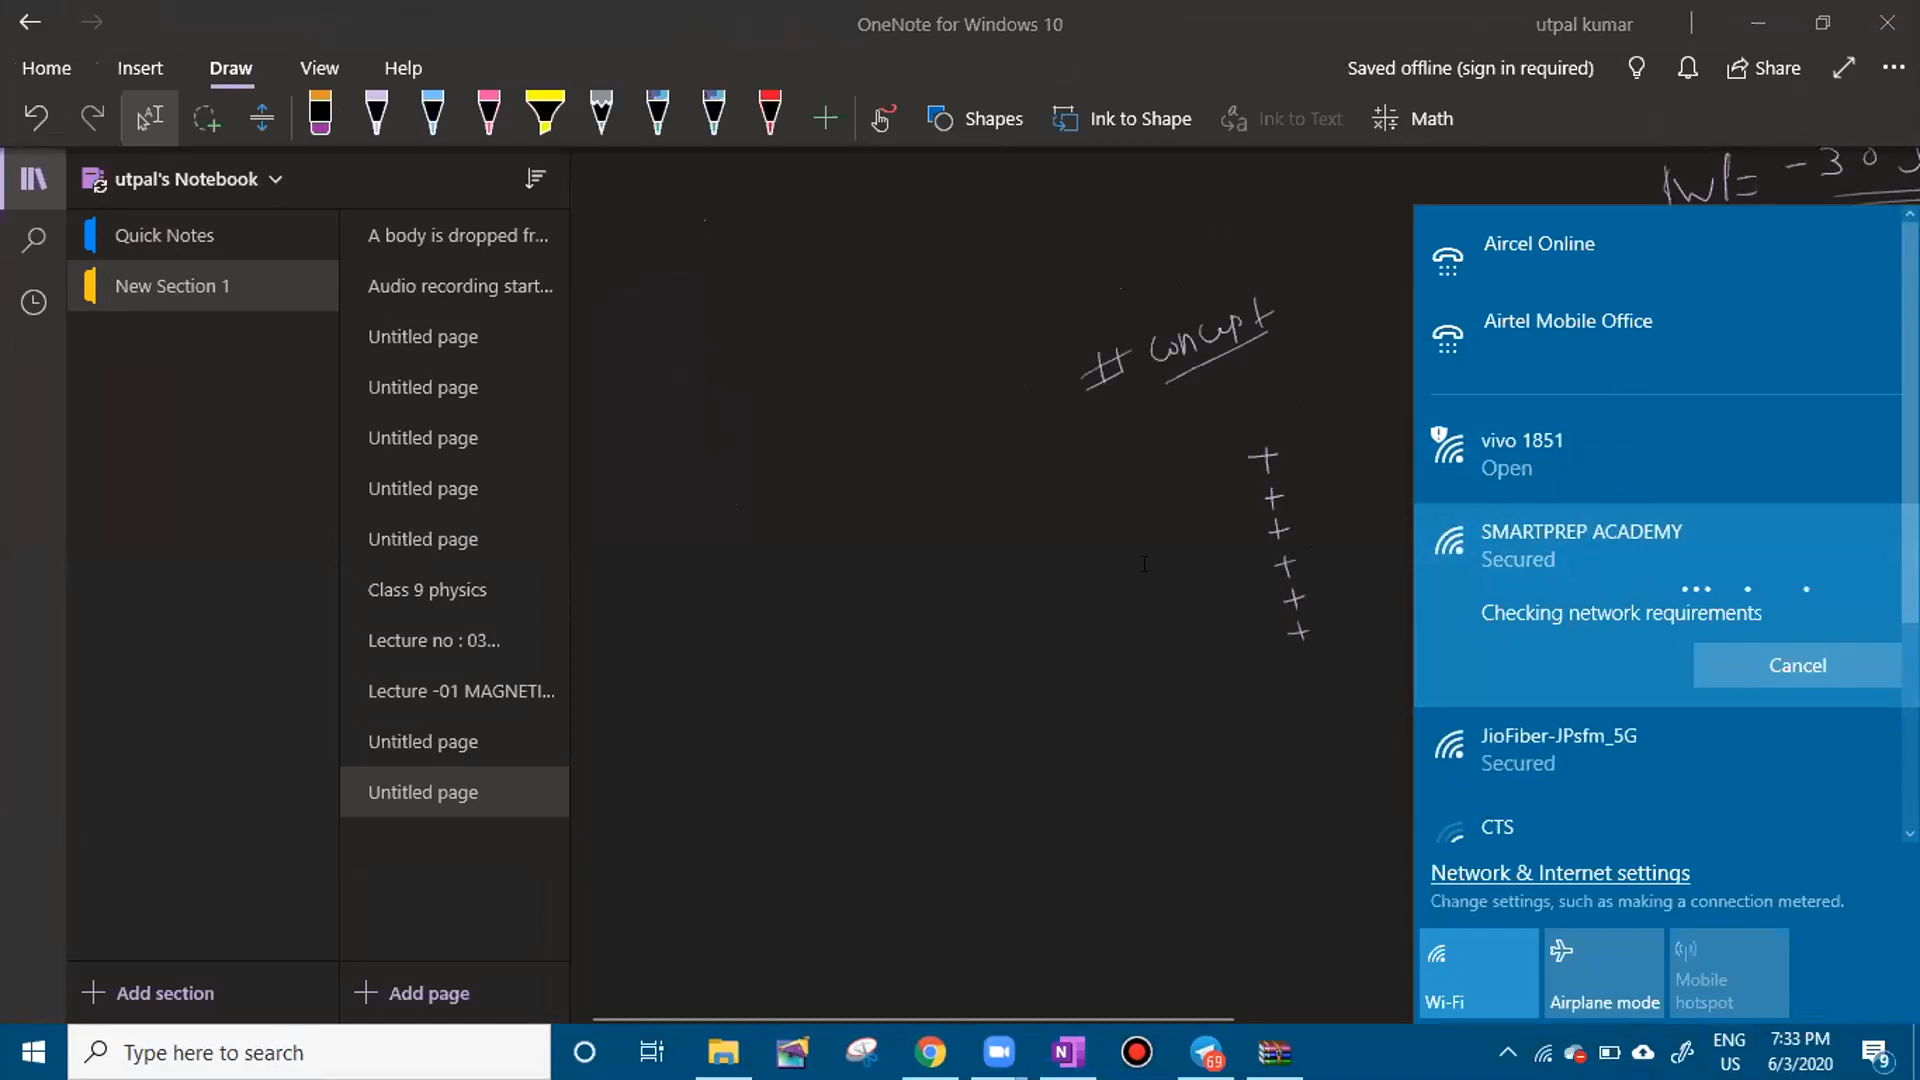 OneNote for Windows 10
utpal kumar
Home
Insert
Draw
View
Help
Saved offline (sign in required)
Share
Shapes
Ink to Shape
Ink to Text
Math
utpal's Notebook
Quick Notes
New Section 1
A body is dropped fr...
Audio recording start...
Untitled page
Untitled page
Untitled page
Untitled page
Untitled page
Class 9 physics
Lecture no : 03...
Lecture -01 MAGNETI...
Untitled page
Untitled page
Add section
Add page
|w|= -30
# concept
+
+
+
+
+
+
Aircel Online
Airtel Mobile Office
vivo 1851
Open
SMARTPREP ACADEMY
Secured
Checking network requirements
Cancel
JioFiber-JPsfm_5G
Secured
CTS
Network & Internet settings
Change settings, such as making a connection metered.
Wi-Fi
Airplane mode
Mobile
hotspot
Type here to search
69
ENG
US
7:33 PM
6/3/2020
9